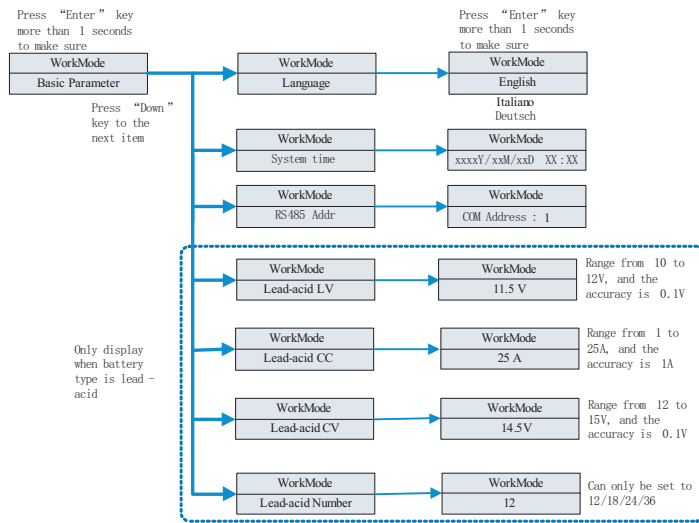 Press “Enter” key
more than 1 seconds
to make sure
Press “Enter” key
more than 1 seconds
to make sure
WorkMode
Basic Parameter
WorkMode
Language
WorkMode
English
Italiano
Deutsch
Press “Down”
key to the
next item
WorkMode
System time
WorkMode
xxxxY/xxM/xxD XX:XX
WorkMode
RS485 Addr
WorkMode
COM Address : 1
WorkMode
Lead-acid LV
WorkMode
11.5 V
Range from 10 to
12V, and the
accuracy is 0.1V
Only display
when battery
type is lead-
acid
WorkMode
Lead-acid CC
WorkMode
25 A
Range from 1 to
25A, and the
accuracy is 1A
WorkMode
Lead-acid CV
WorkMode
14.5V
Range from 12 to
15V, and the
accuracy is 0.1V
WorkMode
Lead-acid Number
WorkMode
12
Can only be set to
12/18/24/36